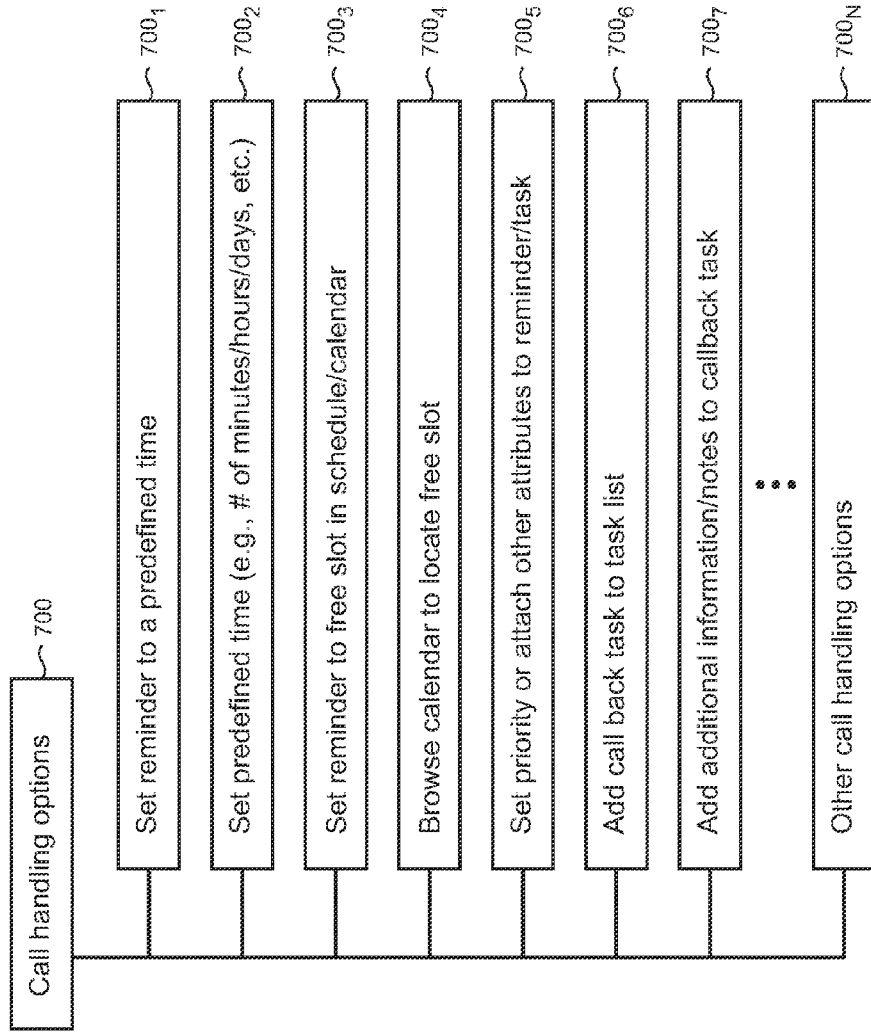 Call handling options 700
Set reminder to a predefined time 700₁
Set predefined time (e.g., # of minutes/hours/days, etc.) 700₂
Set reminder to free slot in schedule/calendar 700₃
Browse calendar to locate free slot 700₄
Set priority or attach other attributes to reminder/task 700₅
Add call back task to task list 700₆
Add additional information/notes to callback task 700₇
Other call handling options 700N